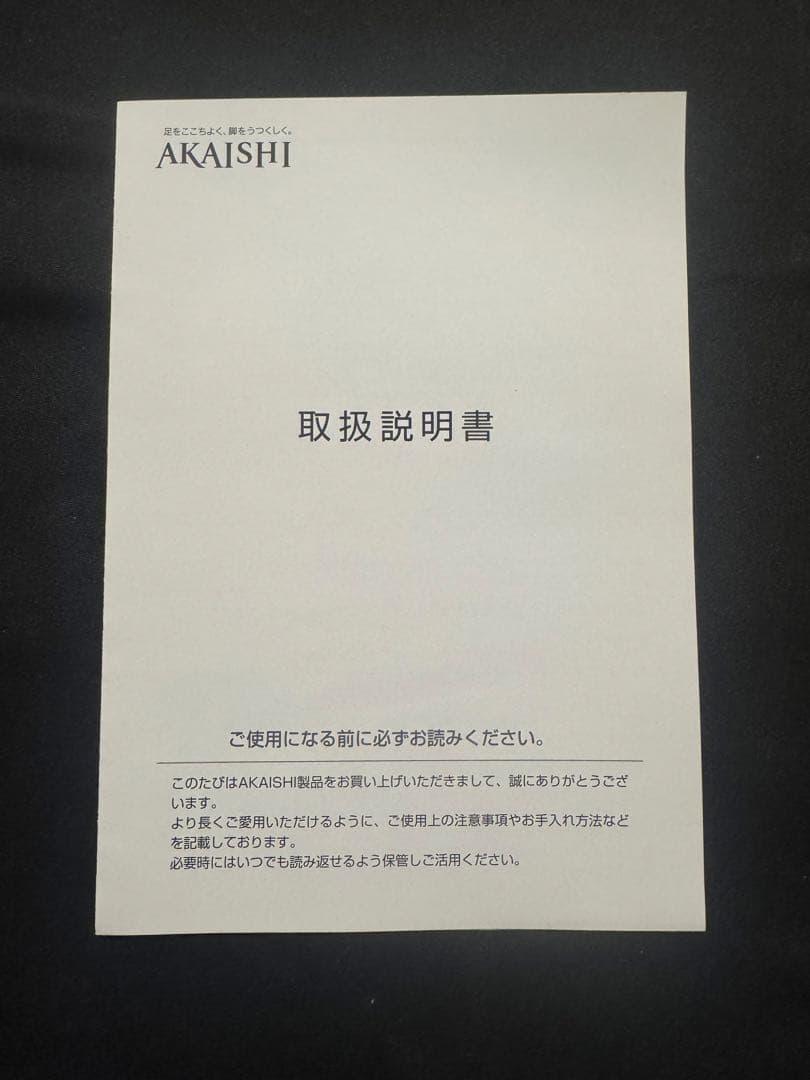 足をここちよく、脚をうつくしく。
AKAISHI
取扱説明書
ご使用になる前に必ずお読みください。
このたびはAKAISHI製品をお買い上げいただきまして、誠にありがとうござ
います。
より長くご愛用いただけるように、ご使用上の注意事項やお手入れ方法など
を記載しております。
必要時にはいつでも読み返せるよう保管しご活用ください。